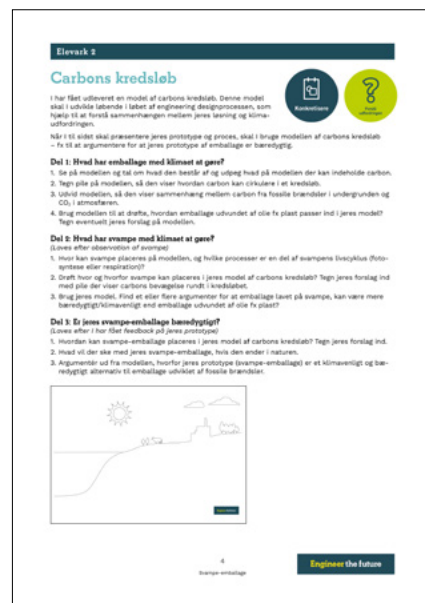 Elevark 2
Carbons kredsløb
I har fået udleveret en model af carbons kredsløb. Denne model
skal I udvikle løbende i løbet af engineering designprocessen, som
hjælp til at forstå sammenhængen mellem jeres løsning og klima-
udfordringen.
Konkretisere
Forstå
udfordringen
Når I til sidst skal præsentere jeres prototype og proces, skal I bruge modellen af carbons kredsløb
– fx til at argumentere for at jeres prototype af emballage er bæredygtig.
Del 1: Hvad har emballage med klimaet at gøre?
1. Se på modellen og tal om hvad den består af og udpeg hvad på modellen der kan indeholde carbon.
2. Tegn pile på modellen, så den viser hvordan carbon kan cirkulere i et kredsløb.
3. Udvid modellen, så den viser sammenhæng mellem carbon fra fossile brændsler i undergrunden og
CO₂ i atmosfæren.
4. Brug modellen til at drøfte, hvordan emballage udvundet af olie fx plast passer ind i jeres model?
Tegn eventuelt jeres forslag på modellen.
Del 2: Hvad har svampe med klimaet at gøre?
(Laves efter observation af svampe)
1. Hvor kan svampe placeres på modellen, og hvilke processer er en del af svampens livscyklus (foto-
syntese eller respiration)?
2. Drøft hvor og hvorfor svampe kan placeres i jeres model af carbons kredsløb? Tegn jeres forslag ind
med pile der viser carbons bevægelse rundt i kredsløbet.
3. Brug jeres model. Find et eller flere argumenter for at emballage lavet på svampe, kan være mere
bæredygtigt/klimavenligt end emballage udvundet af olie fx plast?
Del 3: Er jeres svampe-emballage bæredygtigt?
(Laves efter I har fået feedback på jeres prototype)
1. Hvordan kan svampe-emballage placeres i jeres model af carbons kredsløb? Tegn jeres forslag ind.
2. Hvad vil der ske med jeres svampe-emballage, hvis den ender i naturen.
3. Argumentér ud fra modellen, hvorfor jeres prototype (svampe-emballage) er et klimavenligt og bæ-
redygtigt alternativ til emballage udviklet af fossile brændsler.
4
Svampe-emballage
Engineer the future